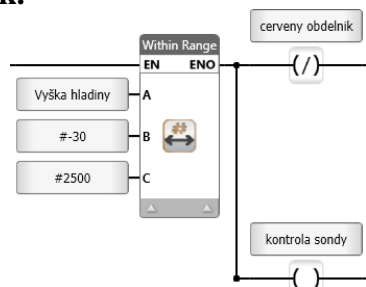 k:
cerveny obdelnik
Within Range
EN ENO
(/)
Vyška hladiny A
#-30 B #
#2500 C
kontrola sondy
( )